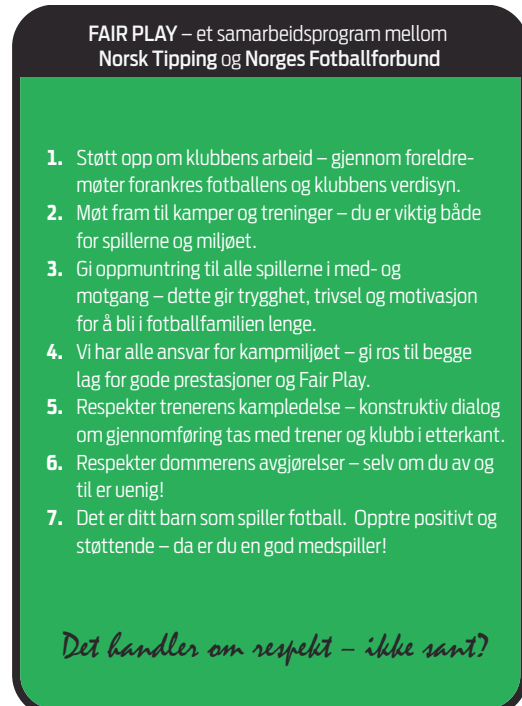 FAIR PLAY – et samarbeidsprogram mellom
Norsk Tipping og Norges Fotballforbund
1. Støtt opp om klubbens arbeid – gjennom foreldre-
møter forankres fotballens og klubbens verdisyn.
2. Møt fram til kamper og treninger – du er viktig både
for spillerne og miljøet.
3. Gi oppmuntring til alle spillerne i med- og
motgang – dette gir trygghet, trivsel og motivasjon
for å bli i fotballfamilien lenge.
4. Vi har alle ansvar for kampmiljøet – gi ros til begge
lag for gode prestasjoner og Fair Play.
5. Respekter trenerens kampledelse – konstruktiv dialog
om gjennomføring tas med trener og klubb i etterkant.
6. Respekter dommerens avgjørelser – selv om du av og
til er uenig!
7. Det er ditt barn som spiller fotball. Opptre positivt og
støttende – da er du en god medspiller!
Det handler om respekt – ikke sant?